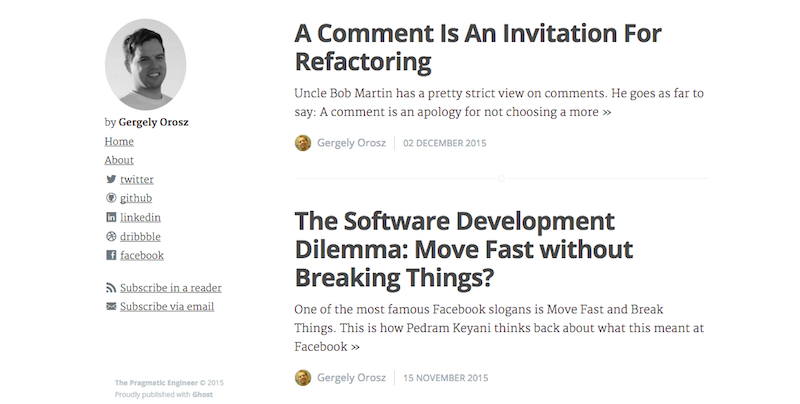 by Gergely Orosz
Home
About
twitter
github
linkedin
dribbble
facebook
Subscribe in a reader
Subscribe via email
The Pragmatic Engineer © 2015
Proudly published with Ghost
A Comment Is An Invitation For
Refactoring
Uncle Bob Martin has a pretty strict view on comments. He goes as far to
say: A comment is an apology for not choosing a more »
Gergely Orosz 02 DECEMBER 2015
The Software Development
Dilemma: Move Fast without
Breaking Things?
One of the most famous Facebook slogans is Move Fast and Break
Things. This is how Pedram Keyani thinks back about what this meant at
Facebook »
Gergely Orosz 15 NOVEMBER 2015